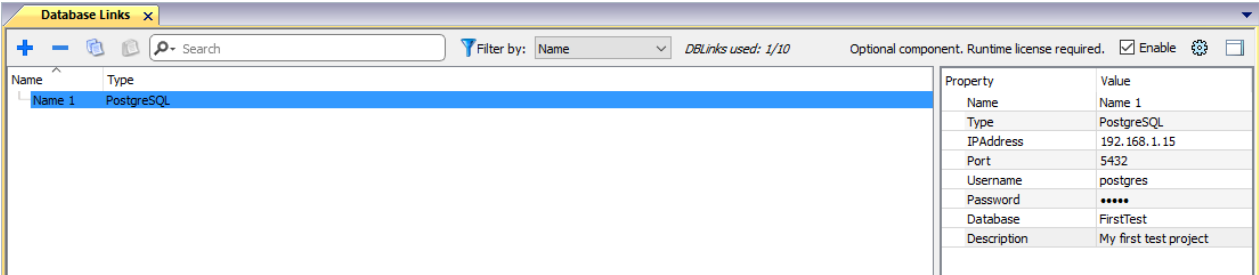 Database Links x
Search Filter by: Name DBLinks used: 1/10 Optional component. Runtime license required. Enable
Name Type
Name 1 PostgreSQL
Property Value
Name Name 1
Type PostgreSQL
IPAddress 192.168.1.15
Port 5432
Username postgres
Password •••••
Database FirstTest
Description My first test project